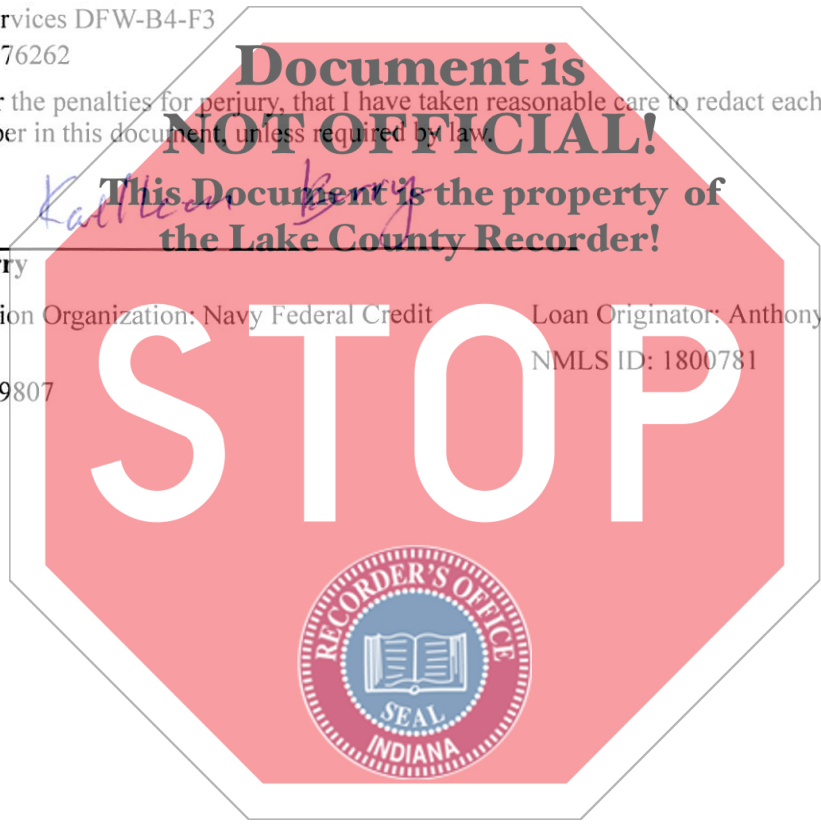 rvices DFW-B4-F3
76262
Document is
r the penalties for perjury, that I have taken reasonable care to redact each
er in this document, unless required by law.
NOT OFFICIAL!
Kathleen Berry
This Document is the property of
the Lake County Recorder!
rry
ion Organization: Navy Federal Credit
Loan Originator: Anthony
NMLS ID: 1800781
9807
STOP
RECORDER'S OFFICE
SEAL
INDIANA